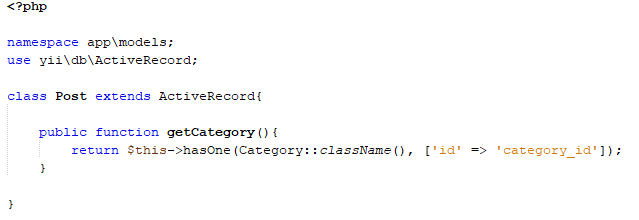 <?php
namespace app\models;
use yii\db\ActiveRecord;
class Post extends ActiveRecord{
public function getCategory(){
return $this->hasOne(Category::className(), ['id' => 'category_id']);
}
}